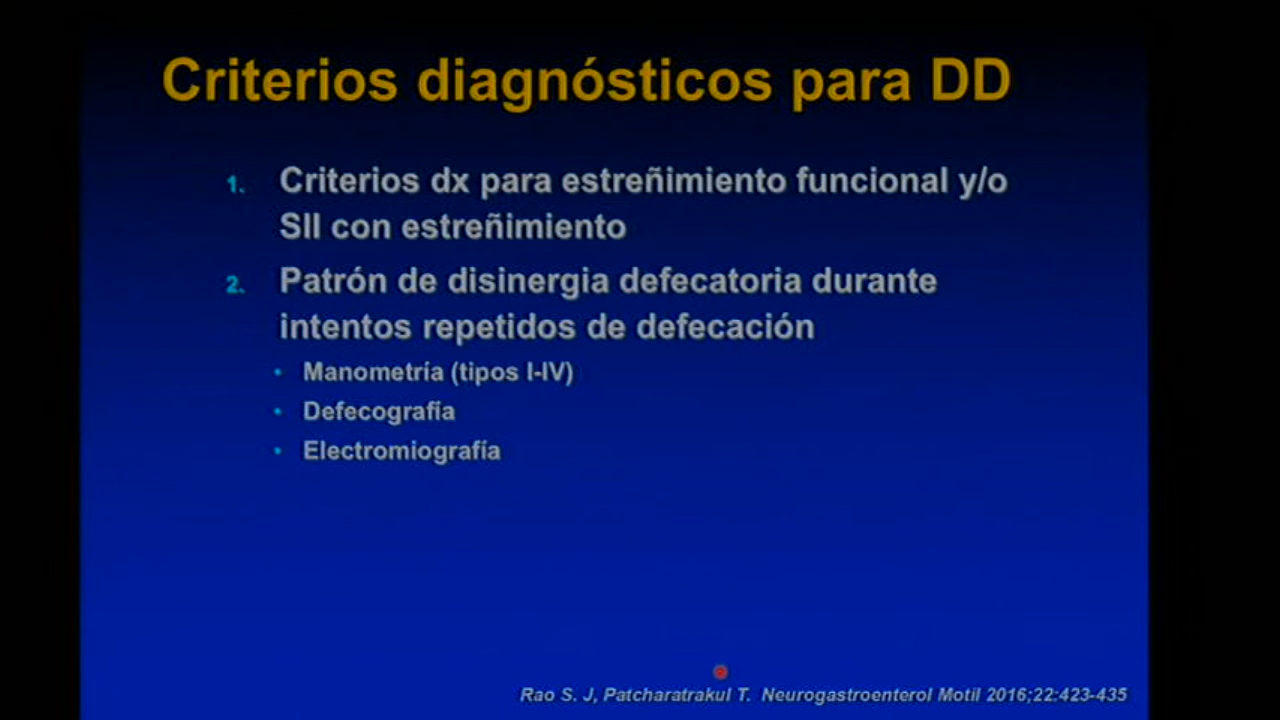 Criterios diagnósticos para DD
1. Criterios dx para estreñimiento funcional y/o
SII con estreñimiento
2. Patrón de disinergia defecatoria durante
intentos repetidos de defecación
• Manometría (tipos I-IV)
• Defecografía
• Electromiografía
Rao S. J, Patcharatrakul T. Neurogastroenterol Motil 2016;22:423-435